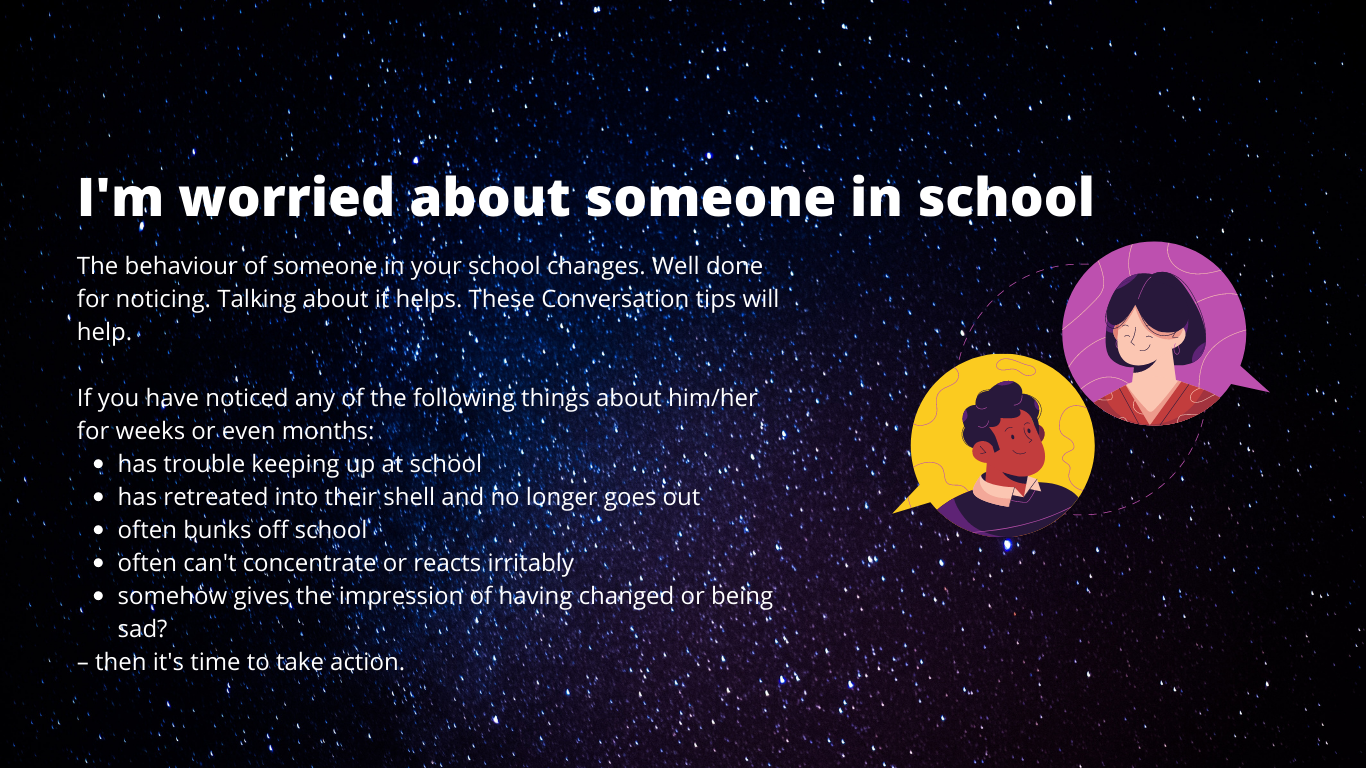 I'm worried about someone in school
The behaviour of someone in your school changes. Well done
for noticing. Talking about it helps. These Conversation tips will
help.
If you have noticed any of the following things about him/her
for weeks or even months:
• has trouble keeping up at school
• has retreated into their shell and no longer goes out
• often bunks off school
• often can't concentrate or reacts irritably
• somehow gives the impression of having changed or being
sad?
– then it's time to take action.